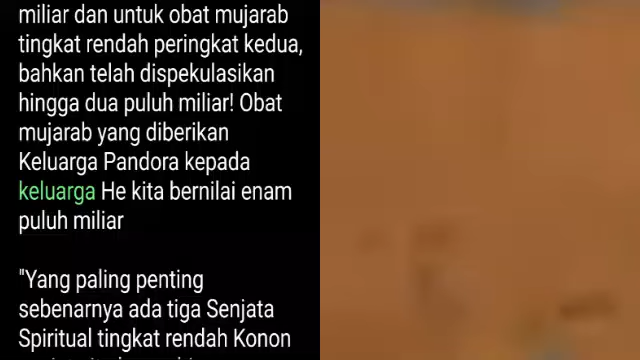 miliar dan untuk obat mujarab
tingkat rendah peringkat kedua,
bahkan telah dispekulasikan
hingga dua puluh miliar! Obat
mujarab yang diberikan
Keluarga Pandora kepada
keluarga He kita bernilai enam
puluh miliar
"Yang paling penting
sebenarnya ada tiga Senjata
Spiritual tingkat rendah Konon